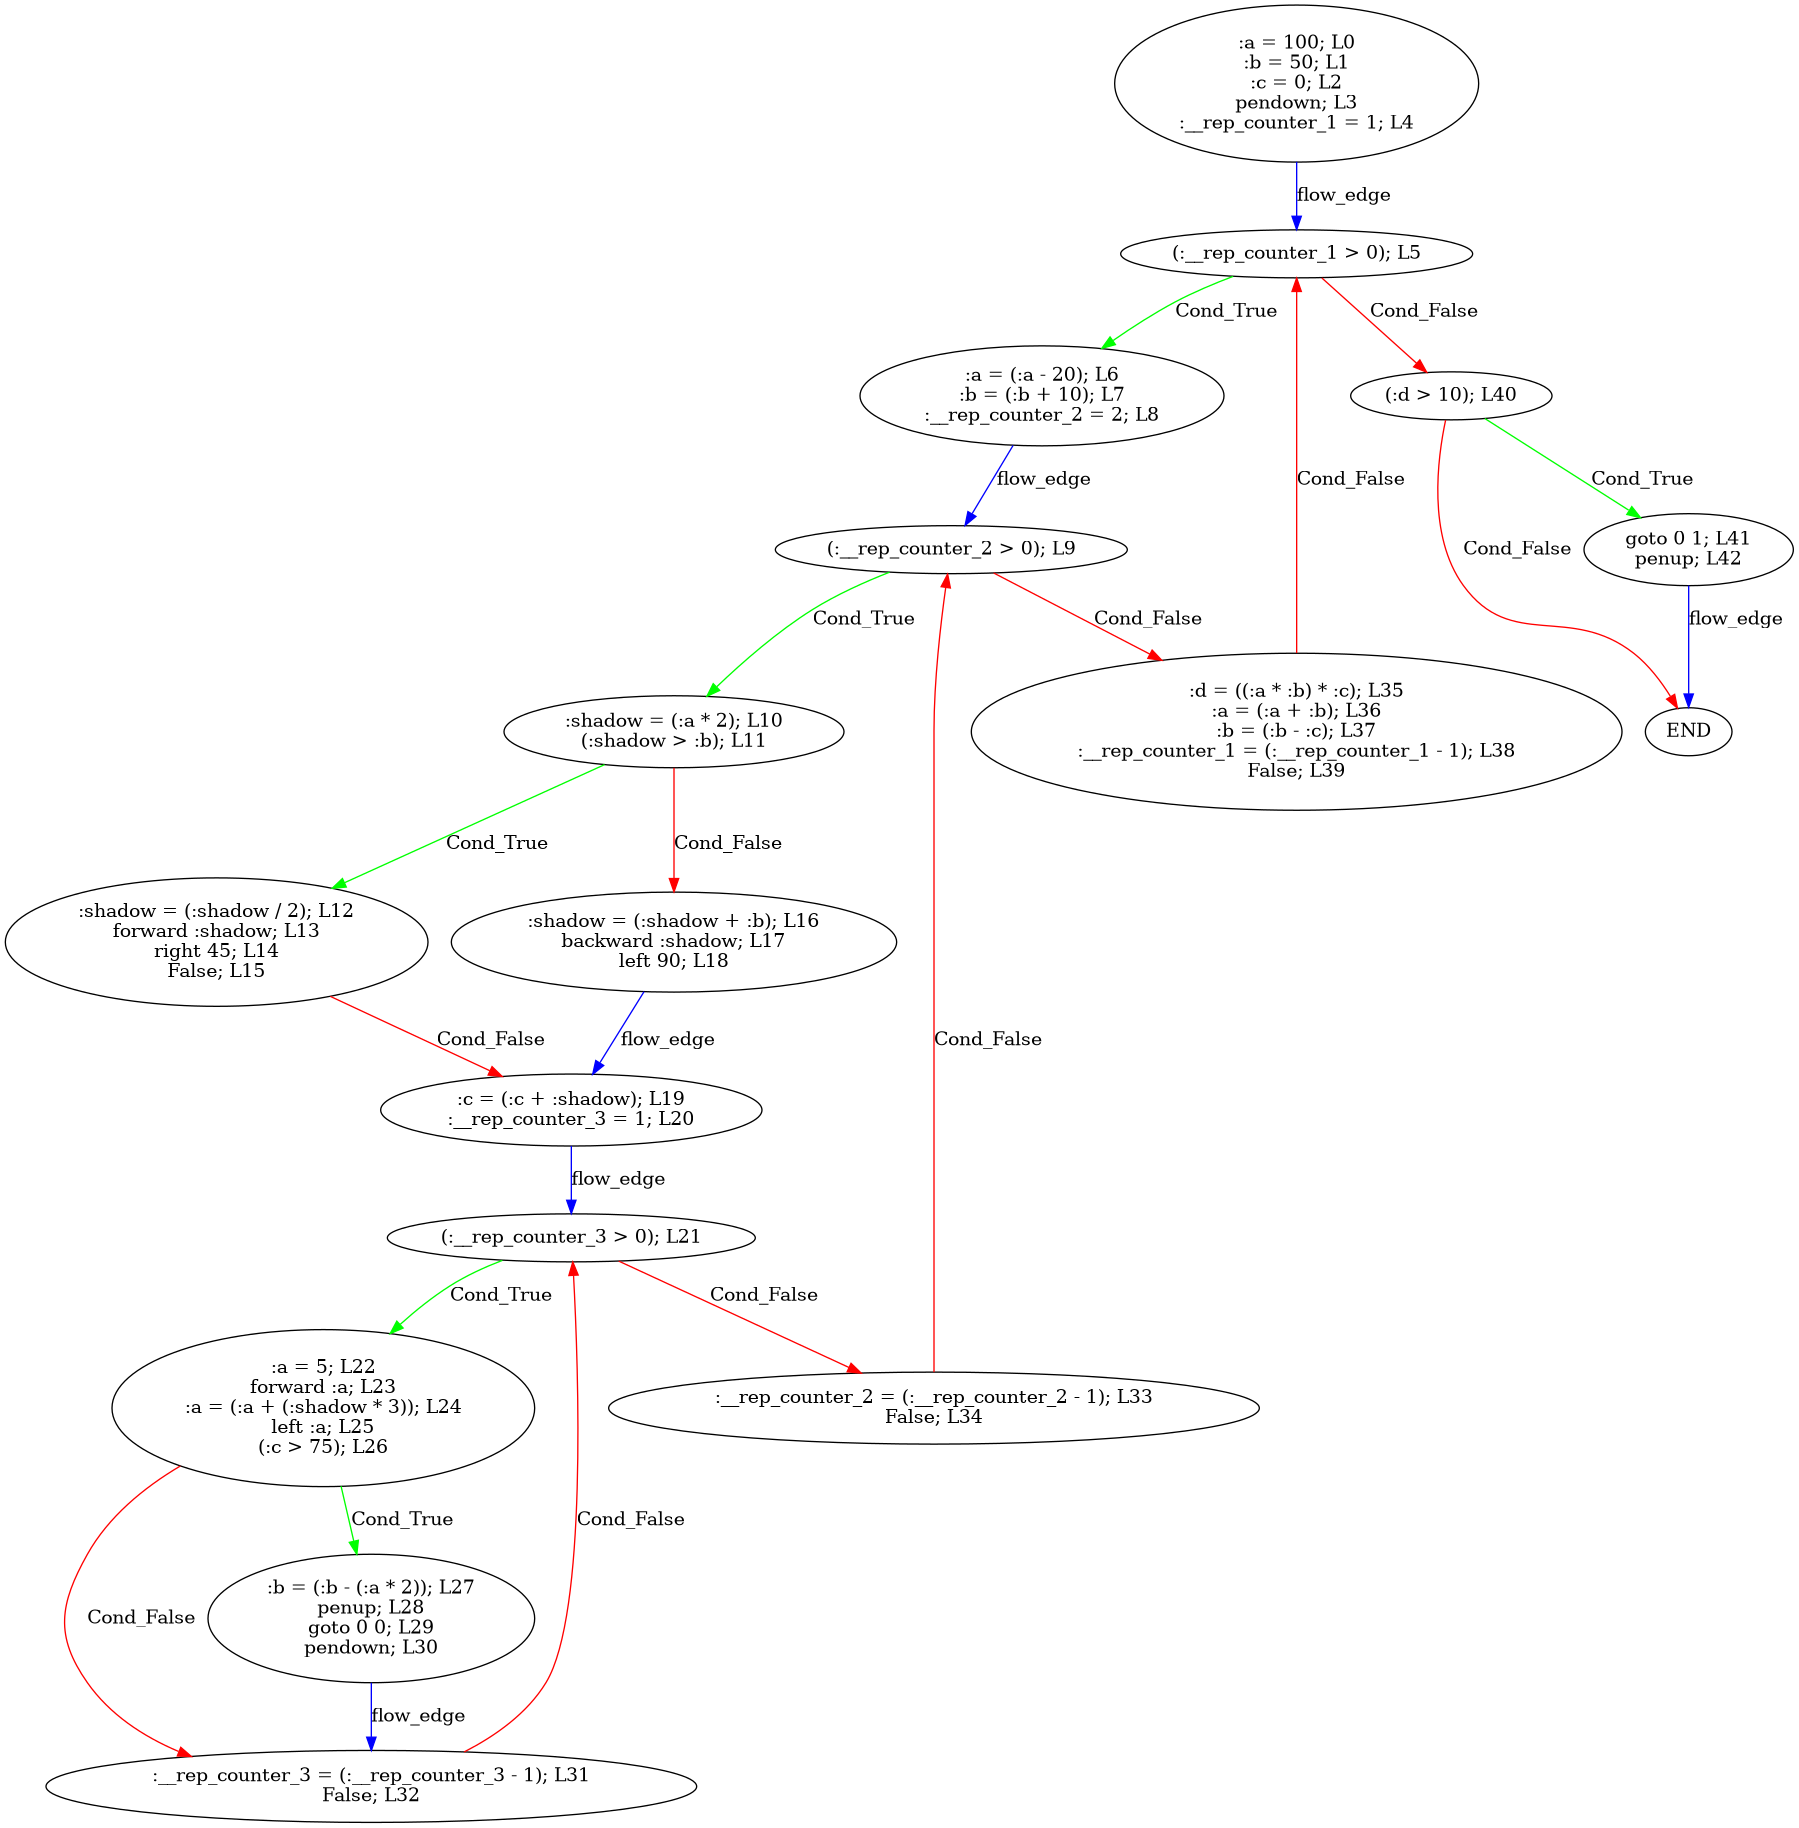 :a = 100; L0
:b = 50; L1
:c = 0; L2
pendown; L3
:__rep_counter_1 = 1; L4
flow_edge
(:__rep_counter_1 > 0); L5
Cond_True
Cond_False
:a = (:a - 20); L6
:b = (:b + 10); L7
:__rep_counter_2 = 2; L8
(:d > 10); L40
flow_edge
Cond_False
Cond_True
(:__rep_counter_2 > 0); L9
Cond_False
goto 0 1; L41
penup; L42
Cond_True
Cond_False
flow_edge
:shadow = (:a * 2); L10
(:shadow > :b); L11
:d = ((:a * :b) * :c); L35
:a = (:a + :b); L36
:b = (:b - :c); L37
:__rep_counter_1 = (:__rep_counter_1 - 1); L38
False; L39
END
Cond_True
Cond_False
:shadow = (:shadow / 2); L12
forward :shadow; L13
right 45; L14
False; L15
:shadow = (:shadow + :b); L16
backward :shadow; L17
left 90; L18
Cond_False
flow_edge
Cond_False
:c = (:c + :shadow); L19
:__rep_counter_3 = 1; L20
flow_edge
(:__rep_counter_3 > 0); L21
Cond_True
Cond_False
:a = 5; L22
forward :a; L23
:a = (:a + (:shadow * 3)); L24
left :a; L25
(:c > 75); L26
:__rep_counter_2 = (:__rep_counter_2 - 1); L33
False; L34
Cond_True
Cond_False
Cond_False
:b = (:b - (:a * 2)); L27
penup; L28
goto 0 0; L29
pendown; L30
flow_edge
:__rep_counter_3 = (:__rep_counter_3 - 1); L31
False; L32